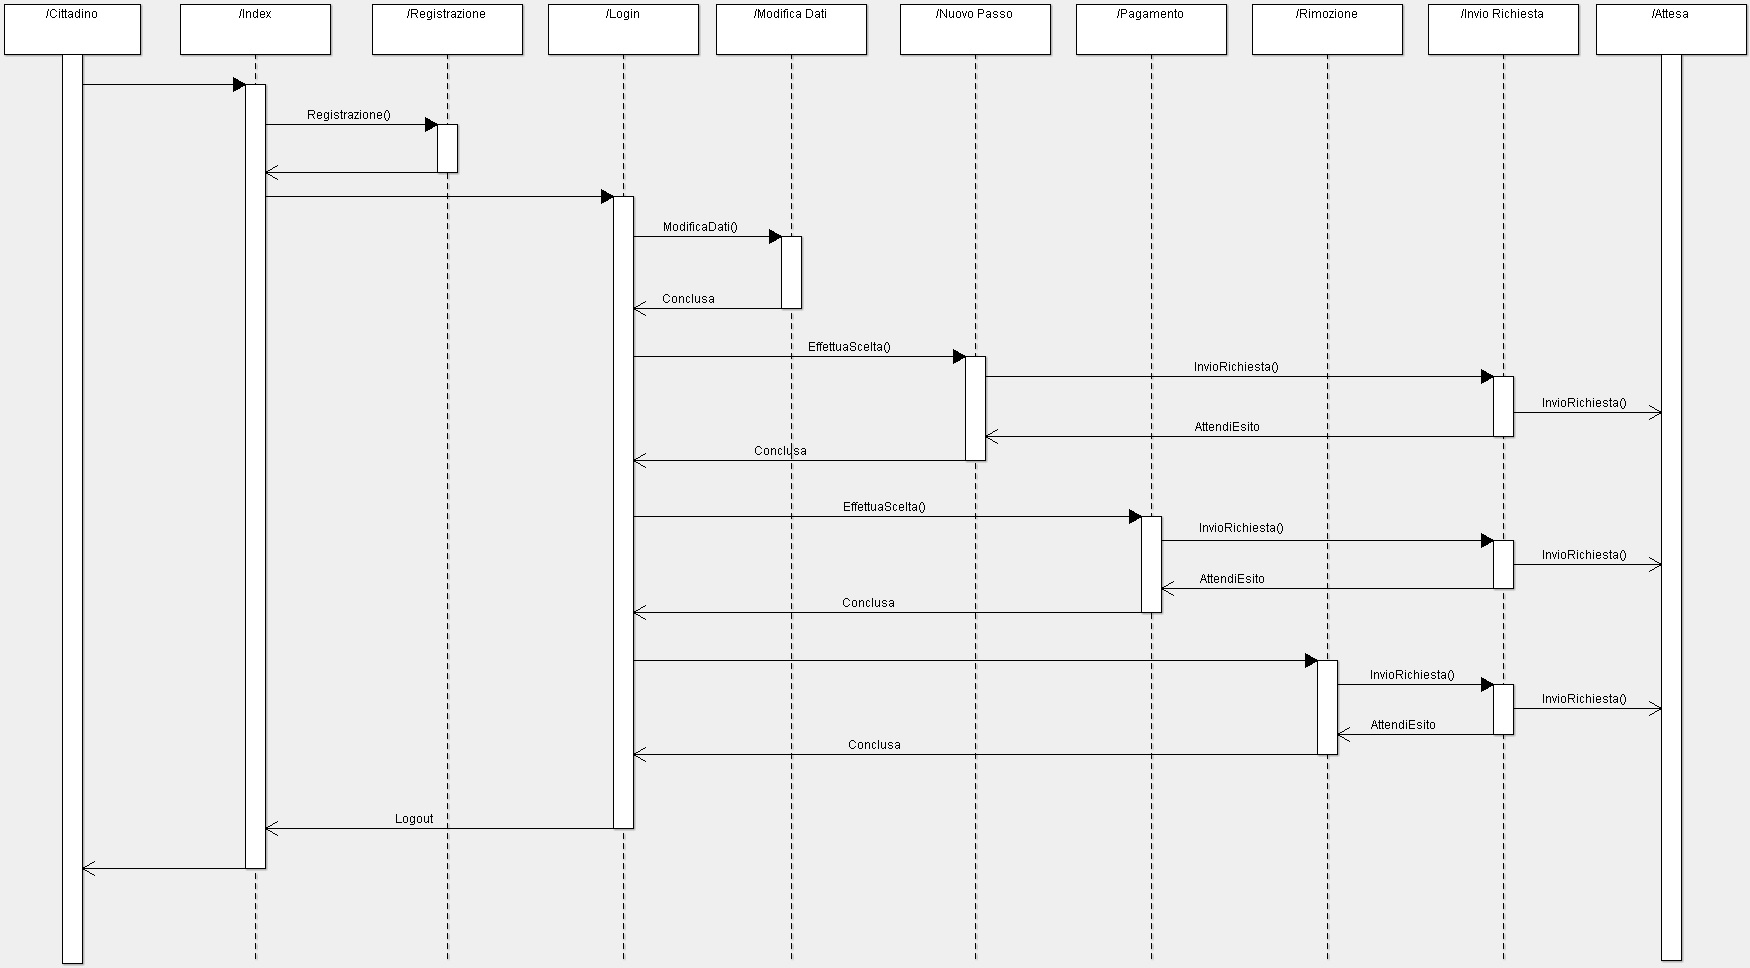 /Cittadino
/Index
/Registrazione
/Login
/Modifica Dati
/Nuovo Passo
/Pagamento
/Rimozione
/Invio Richiesta
/Attesa
Registrazione()
ModificaDati()
Conclusa
EffettuaScelta()
InvioRichiesta()
InvioRichiesta()
AttendiEsito
Conclusa
EffettuaScelta()
InvioRichiesta()
InvioRichiesta()
AttendiEsito
Conclusa
InvioRichiesta()
InvioRichiesta()
AttendiEsito
Conclusa
Logout